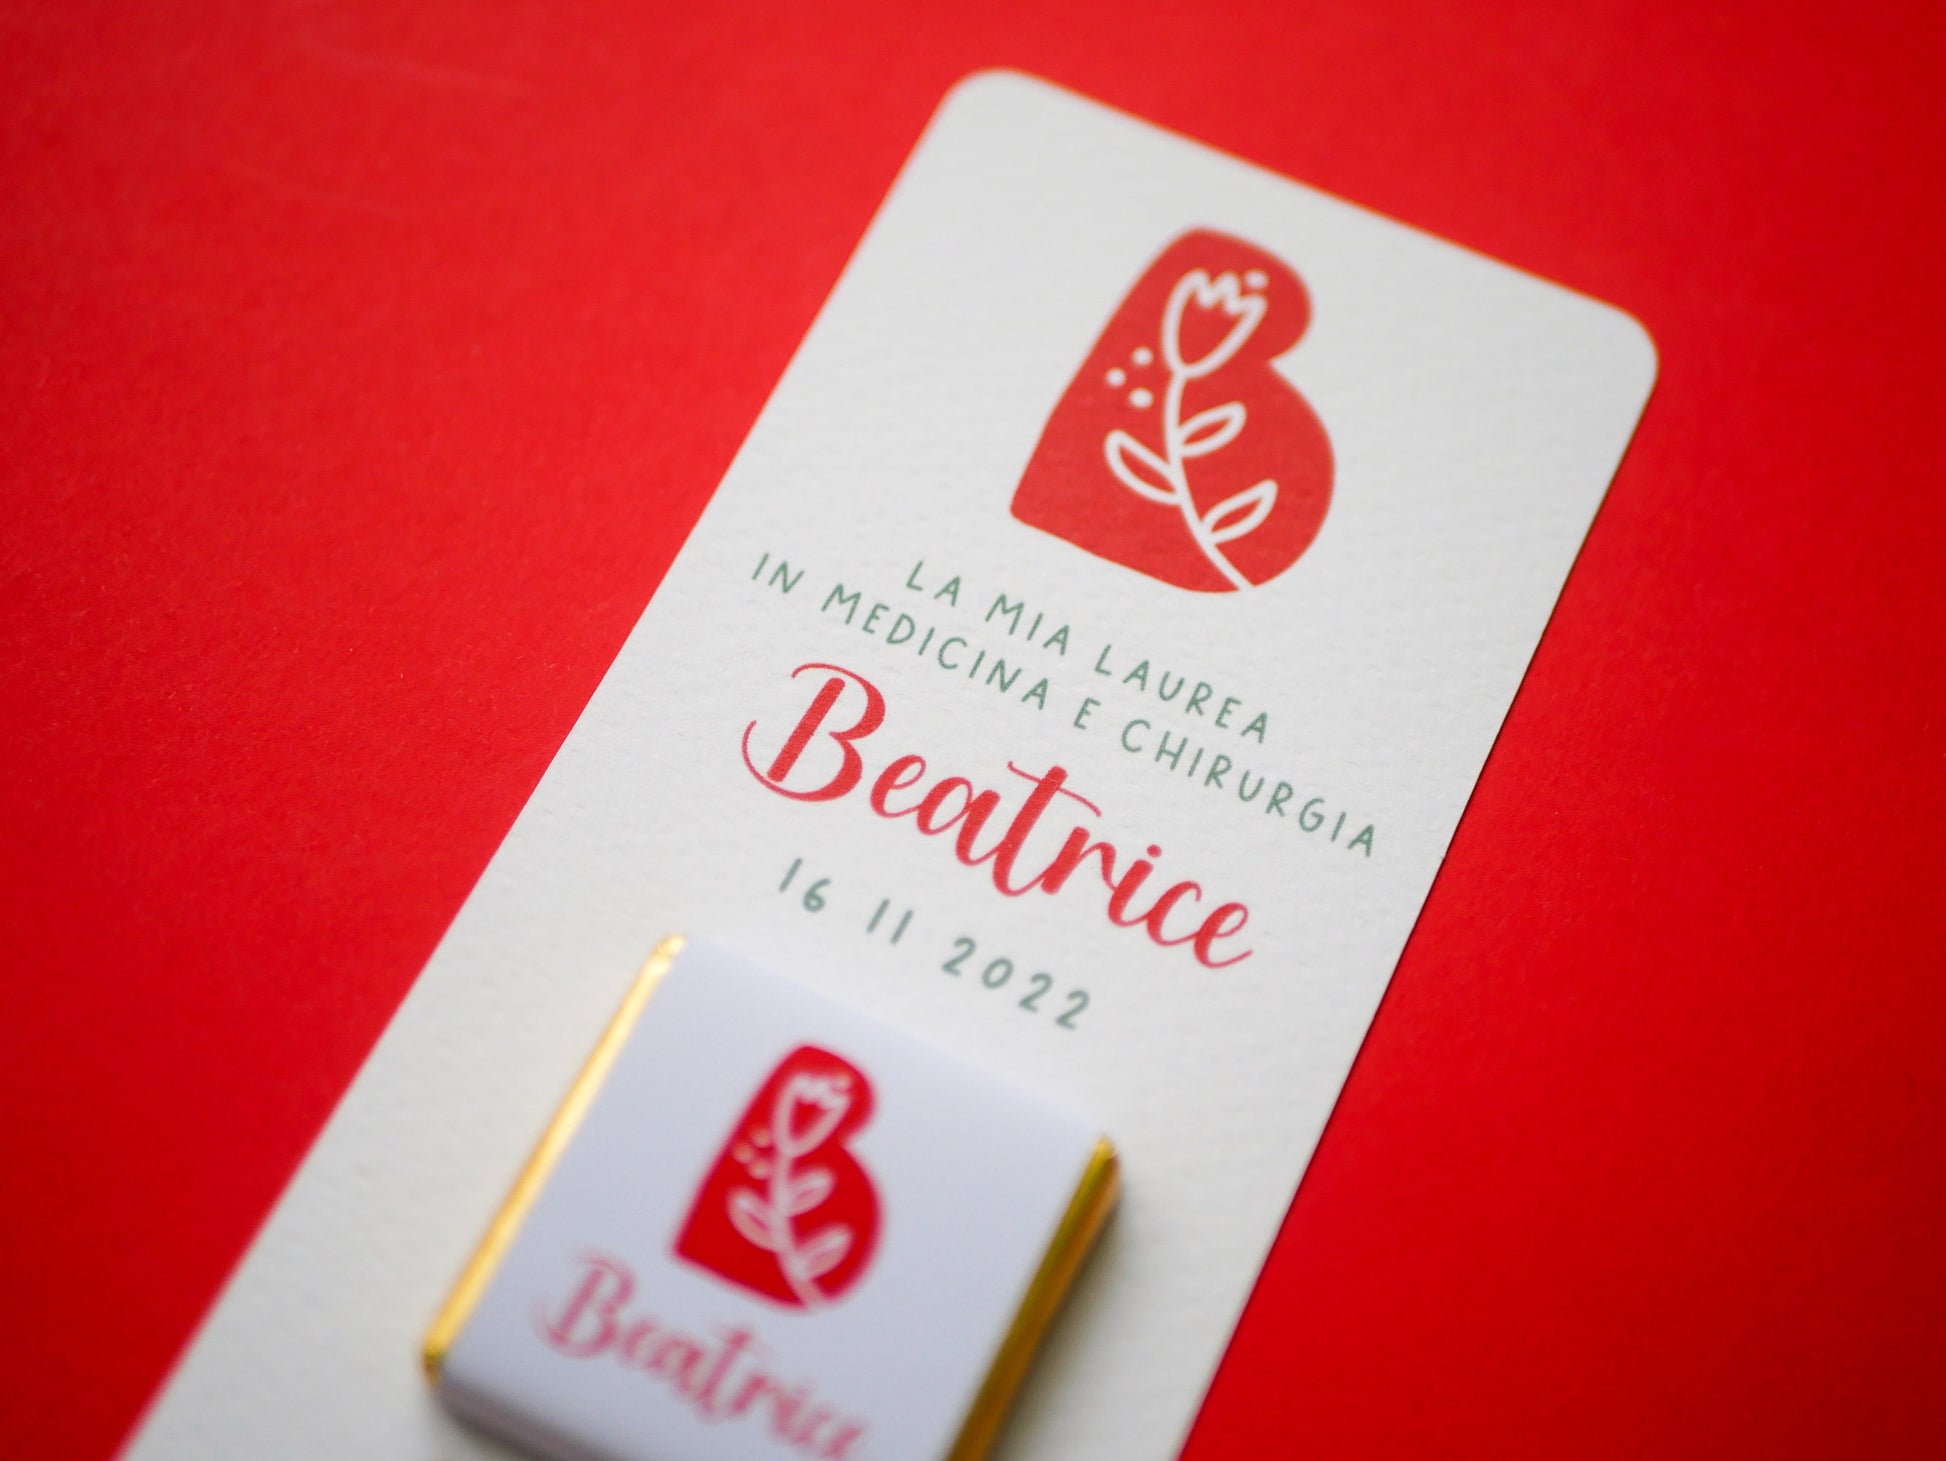 LA MIA LAUREA
IN MEDICINA E CHIRURGIA
Beatrice
16 11 2022
Beatrice